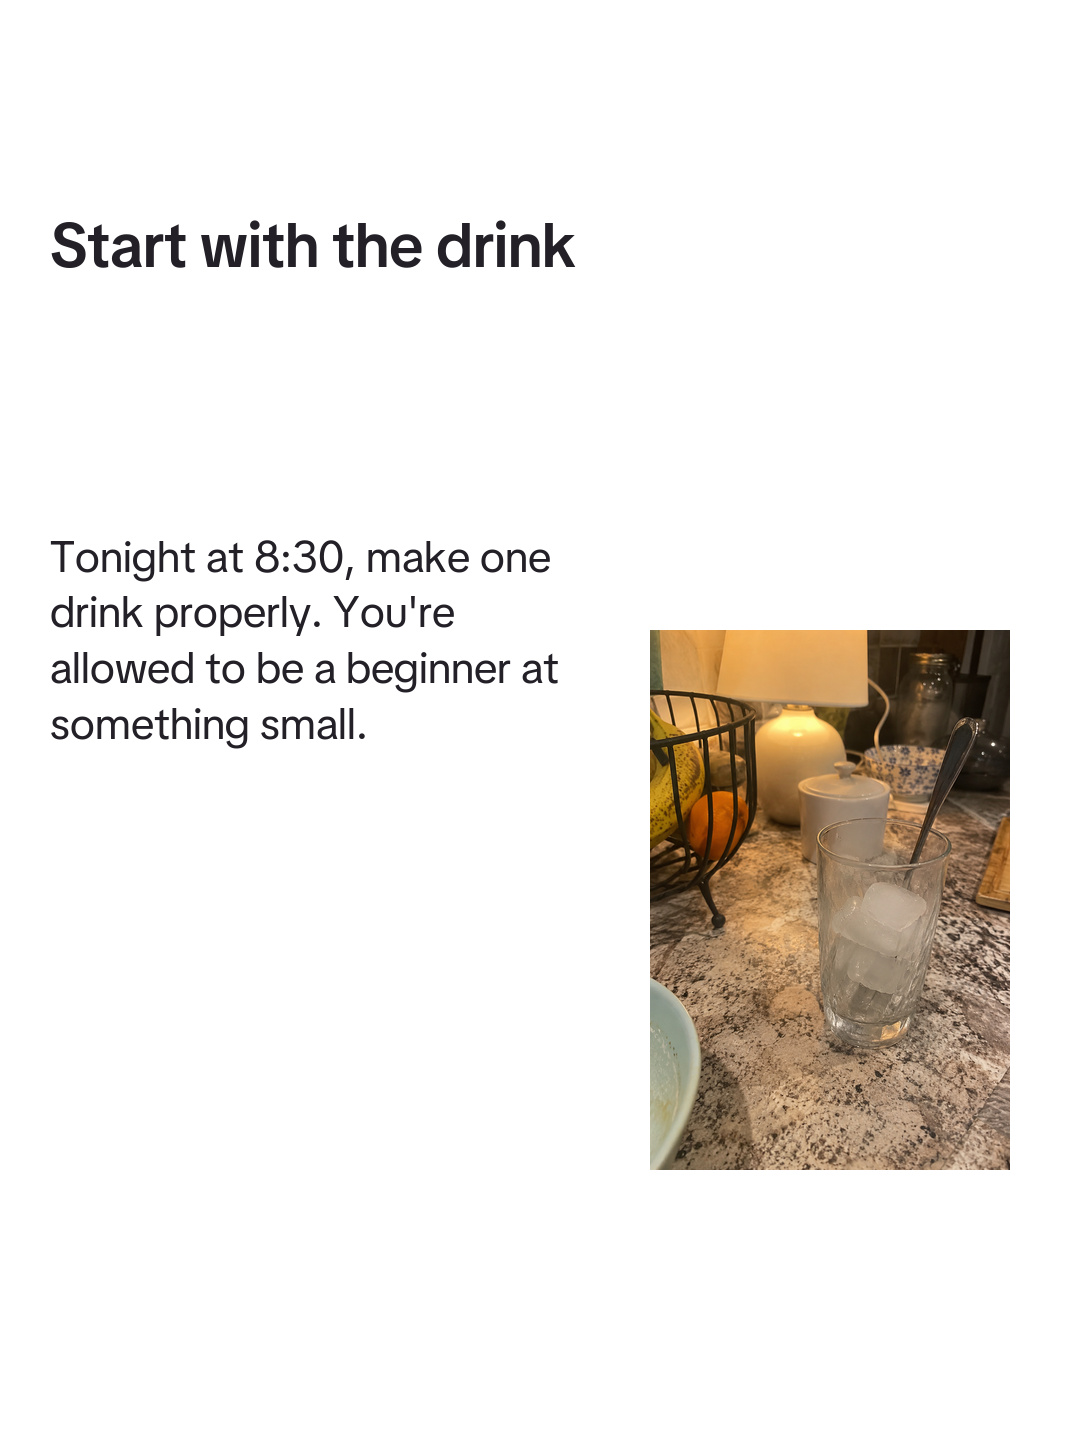 Start with the drink
Tonight at 8:30, make one
drink properly. You're
allowed to be a beginner at
something small.